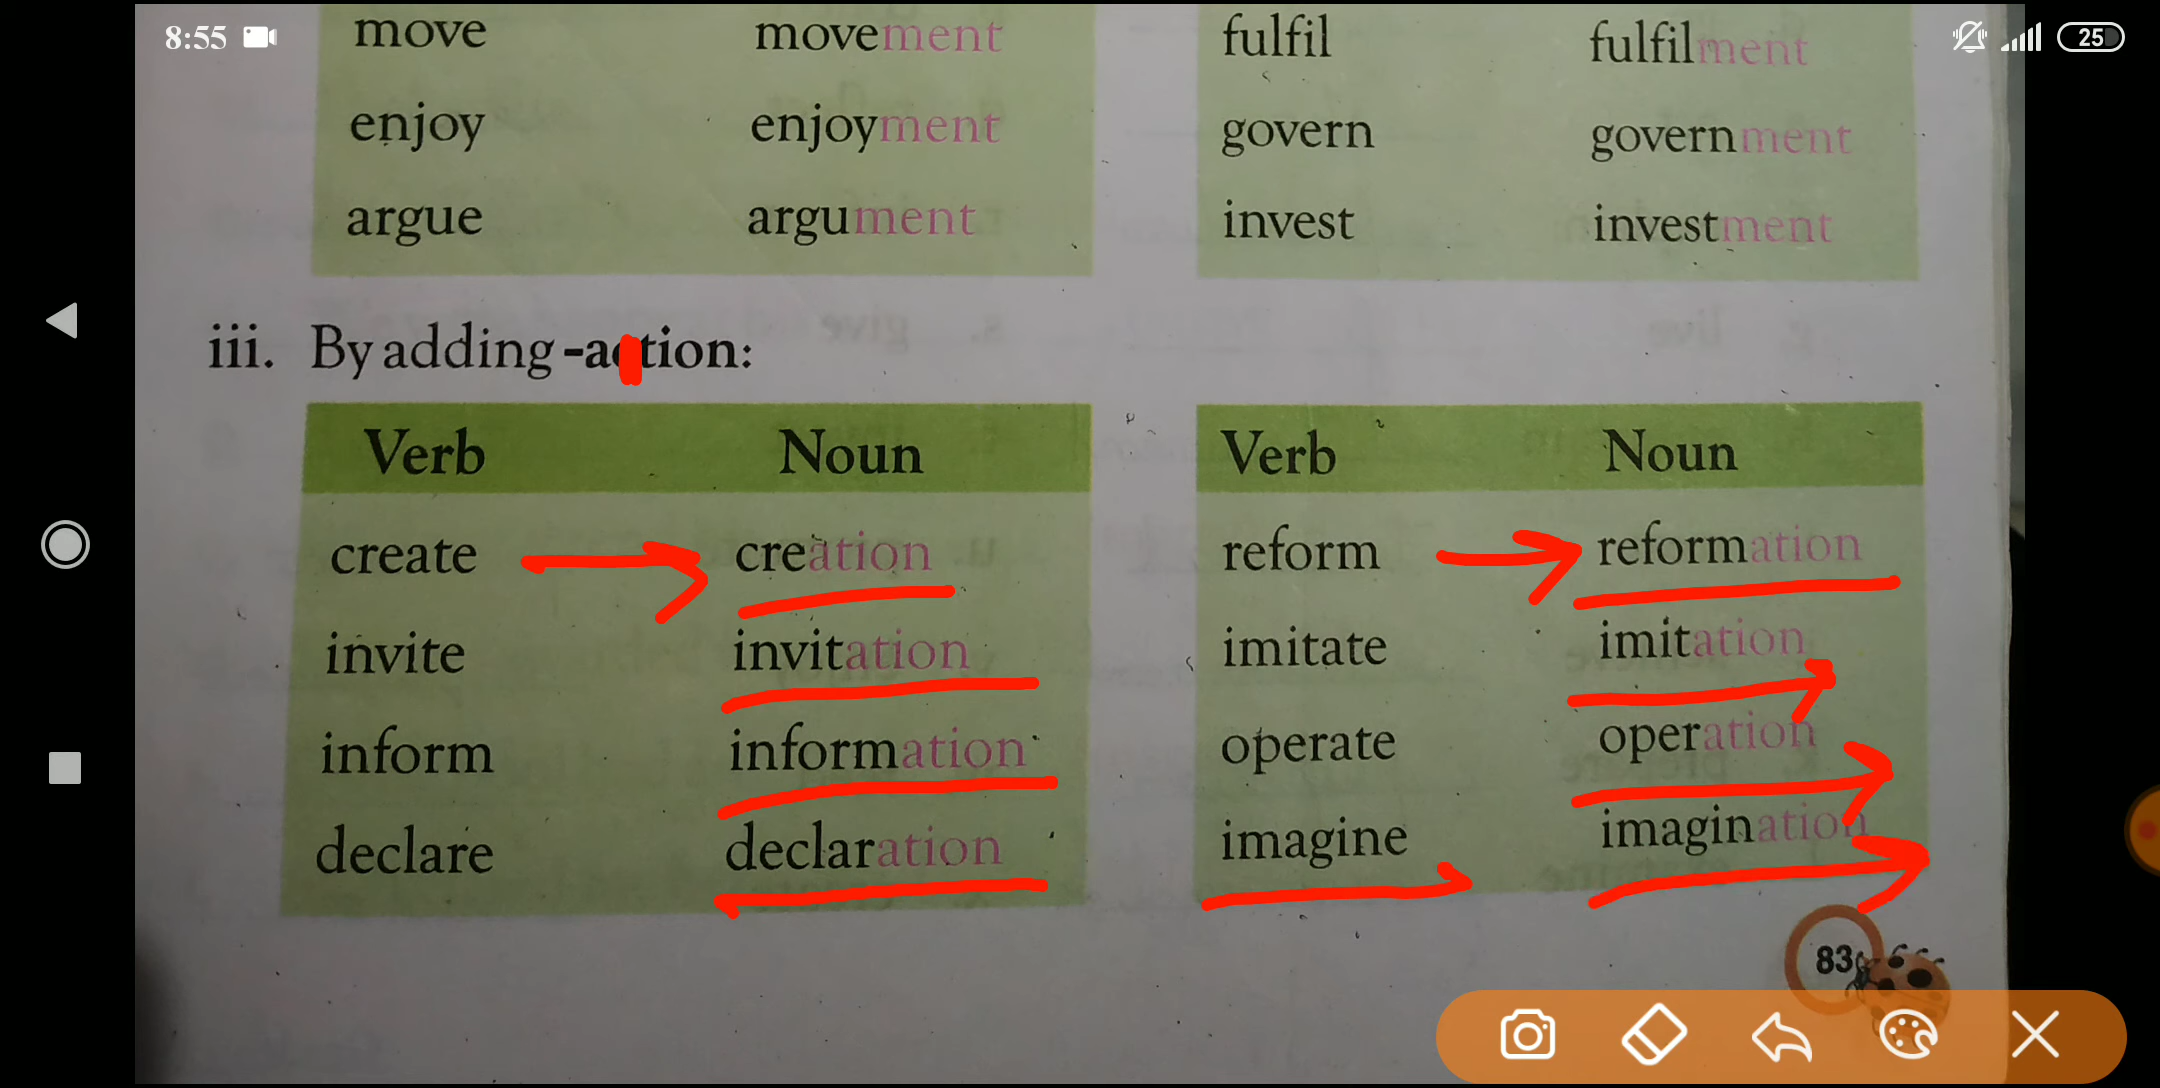 8:55
25
move movement fulfil fulfilment
enjoy enjoyment govern government
argue argument invest investment
iii. By adding -action:
Verb Noun Verb Noun
create creation reform reformation
invite invitation imitate imitation
inform information operate operation
declare declaration imagine imagination
83